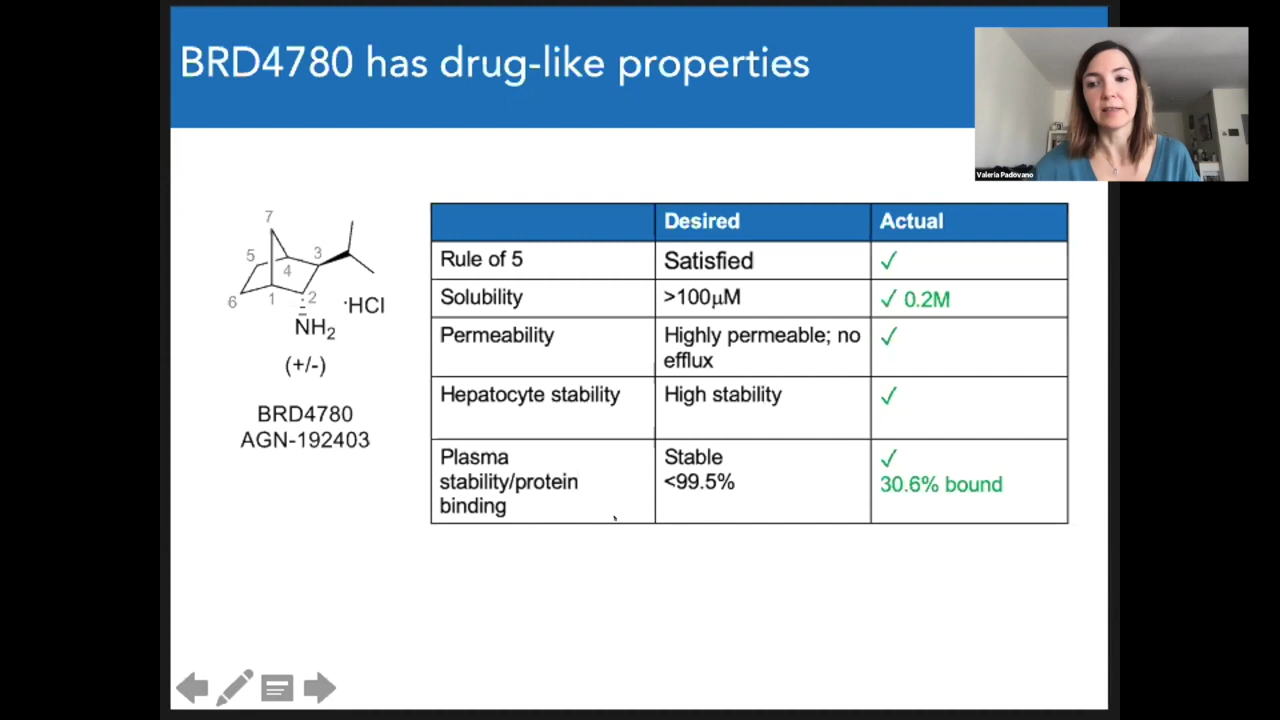 BRD4780 has drug-like properties
Valeria Padovano
7
5
3
4
6
1
2
·HCl
NH2
(+/-)
BRD4780
AGN-192403
Desired
Actual
Rule of 5
Satisfied
✓
Solubility
>100μM
✓ 0.2M
Permeability
Highly permeable; no
efflux
✓
Hepatocyte stability
High stability
✓
Plasma
stability/protein
binding
Stable
<99.5%
✓
30.6% bound